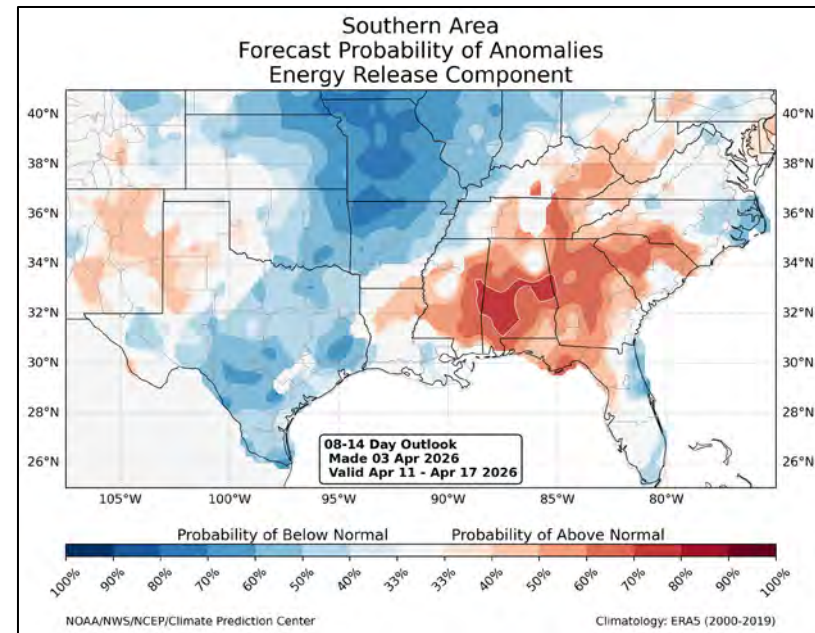 Southern Area
Forecast Probability of Anomalies
Energy Release Component
40°N 40°N
38°N 38°N
36°N 36°N
34°N 34°N
32°N 32°N
30°N 30°N
28°N 28°N
26°N 26°N
08-14 Day Outlook
Made 03 Apr 2026
Valid Apr 11 - Apr 17 2026
105°W 100°W 95°W 90°W 85°W 80°W
Probability of Below Normal Probability of Above Normal
100% 90% 80% 70% 60% 50% 40% 33% 33% 40% 50% 60% 70% 80% 90% 100%
NOAA/NWS/NCEP/Climate Prediction Center Climatology: ERA5 (2000-2019)